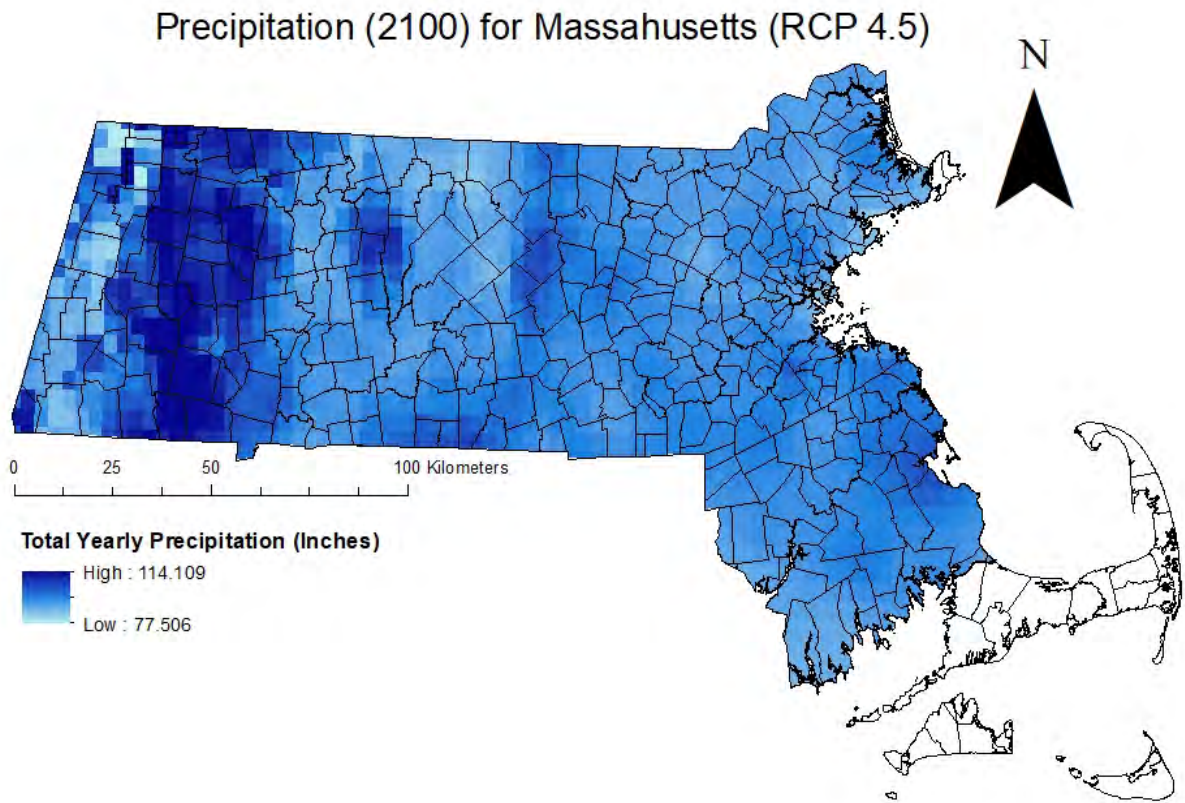 Precipitation (2100) for Massahusetts (RCP 4.5)
N
0 25 50 100 Kilometers
Total Yearly Precipitation (Inches)
High : 114.109
Low : 77.506